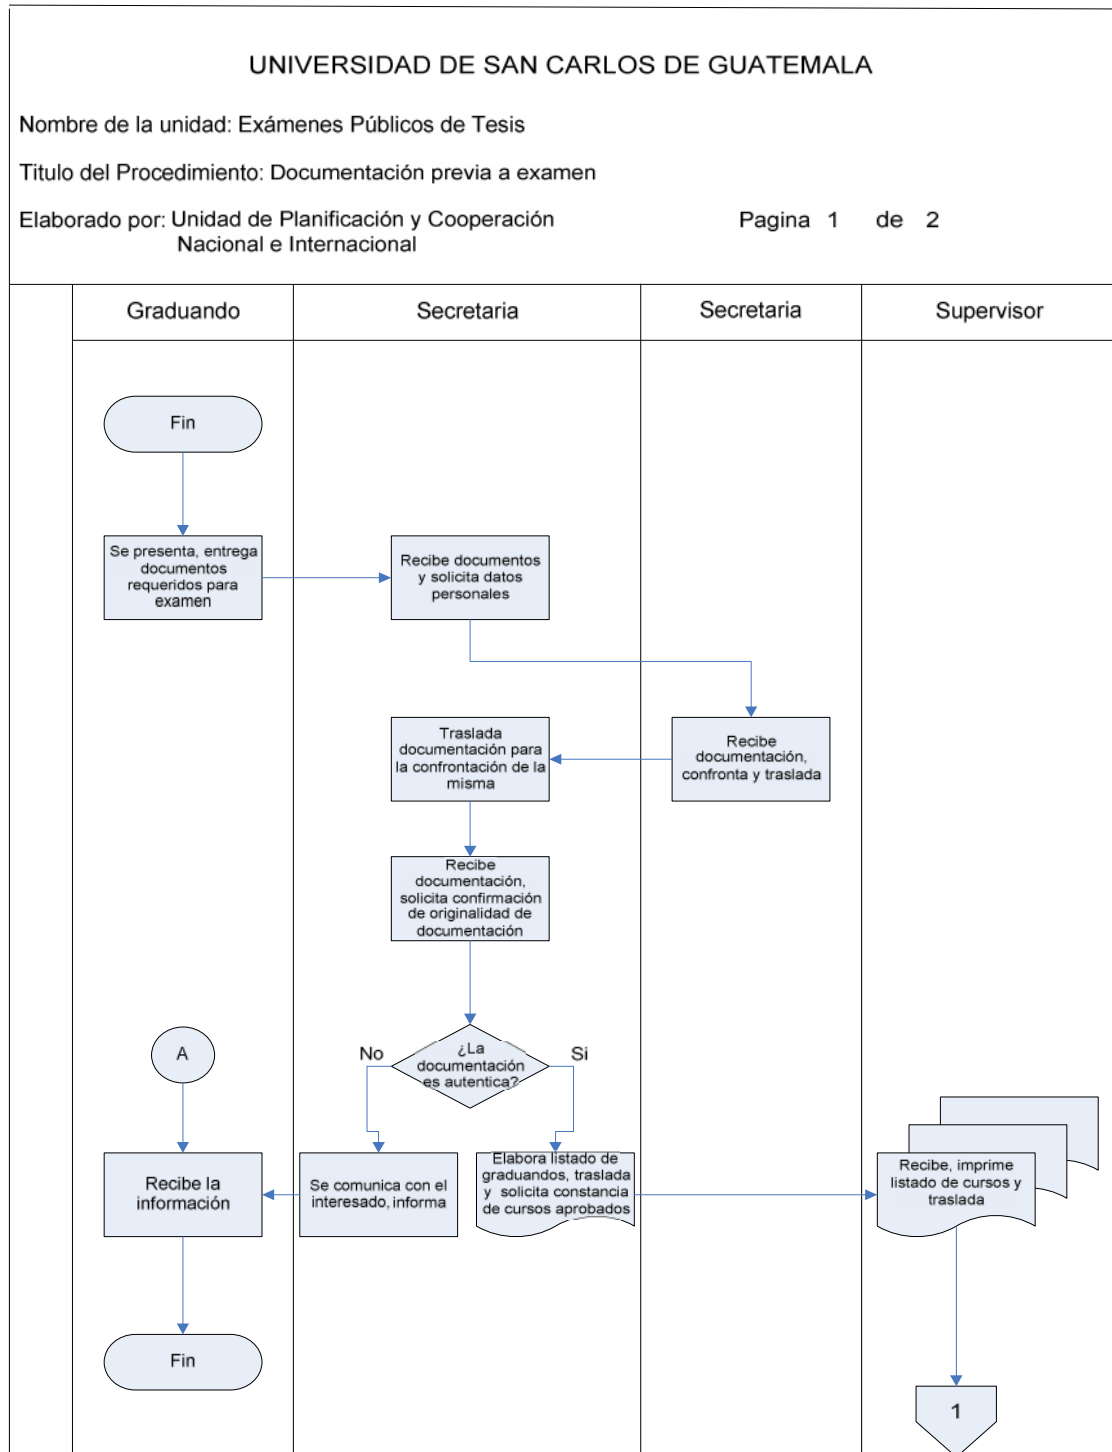 UNIVERSIDAD DE SAN CARLOS DE GUATEMALA
Nombre de la unidad: Exámenes Públicos de Tesis
Titulo del Procedimiento: Documentación previa a examen
Elaborado por: Unidad de Planificación y Cooperación
Nacional e Internacional
Pagina 1 de 2
Graduando
Secretaria
Secretaria
Supervisor
Fin
Se presenta, entrega
documentos
requeridos para
examen
Recibe documentos
y solicita datos
personales
Traslada
documentación para
la confrontación de la
misma
Recibe
documentación,
confronta y traslada
Recibe
documentación,
solicita confirmación
de originalidad de
documentación
A
No
¿La
documentación
es autentica?
Si
Recibe la
información
Se comunica con el
interesado, informa
Elabora listado de
graduandos, traslada
y solicita constancia
de cursos aprobados
Recibe, imprime
listado de cursos y
traslada
Fin
1